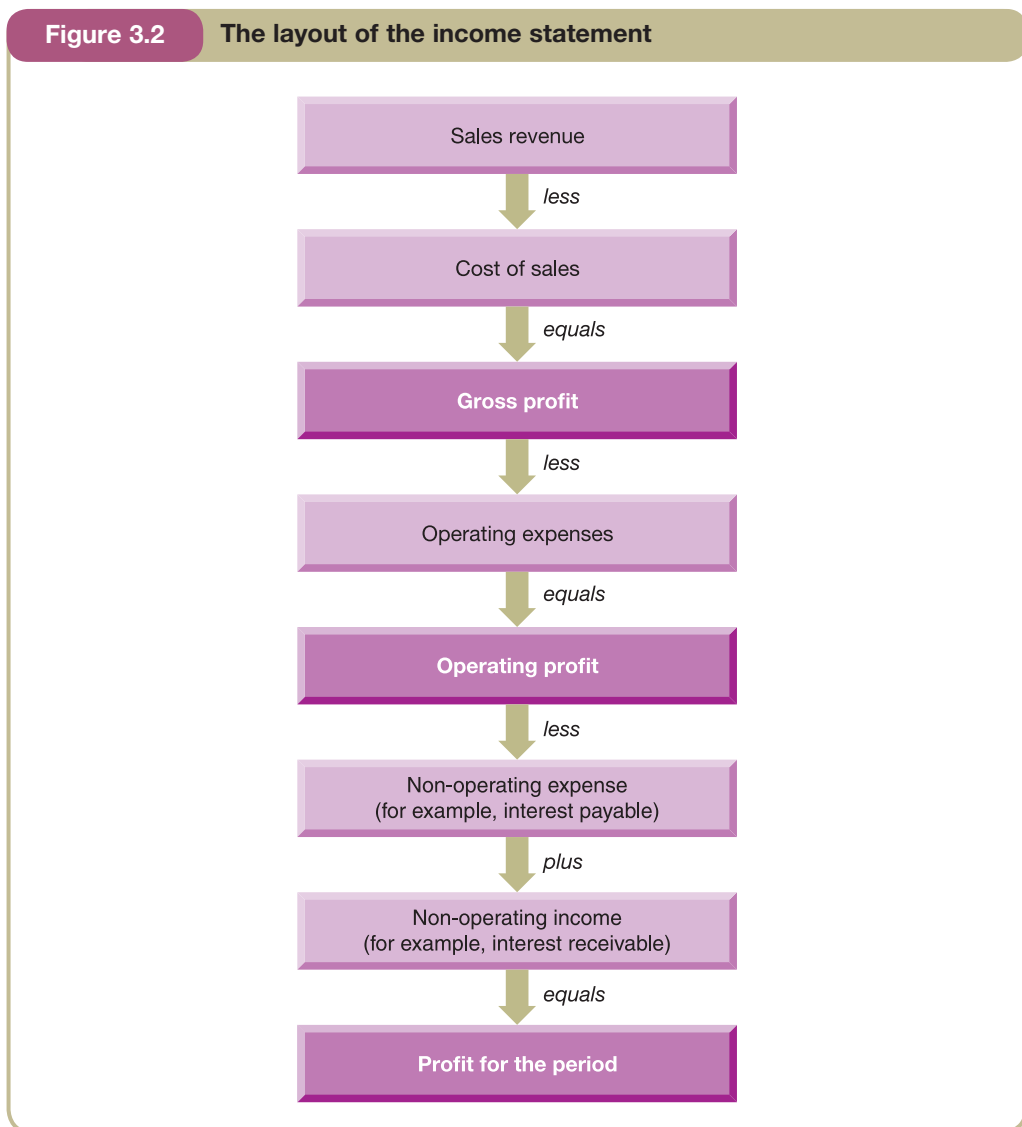 Figure 3.2 The layout of the income statement
Sales revenue
less
Cost of sales
equals
Gross profit
less
Operating expenses
equals
Operating profit
less
Non-operating expense
(for example, interest payable)
plus
Non-operating income
(for example, interest receivable)
equals
Profit for the period